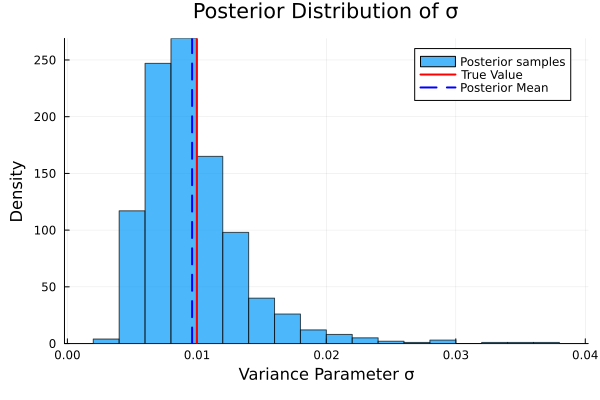 Posterior Distribution of σ
Posterior samples
True Value
Posterior Mean
Density
250
200
150
100
50
0
0.00
0.01
0.02
0.03
0.04
Variance Parameter σ